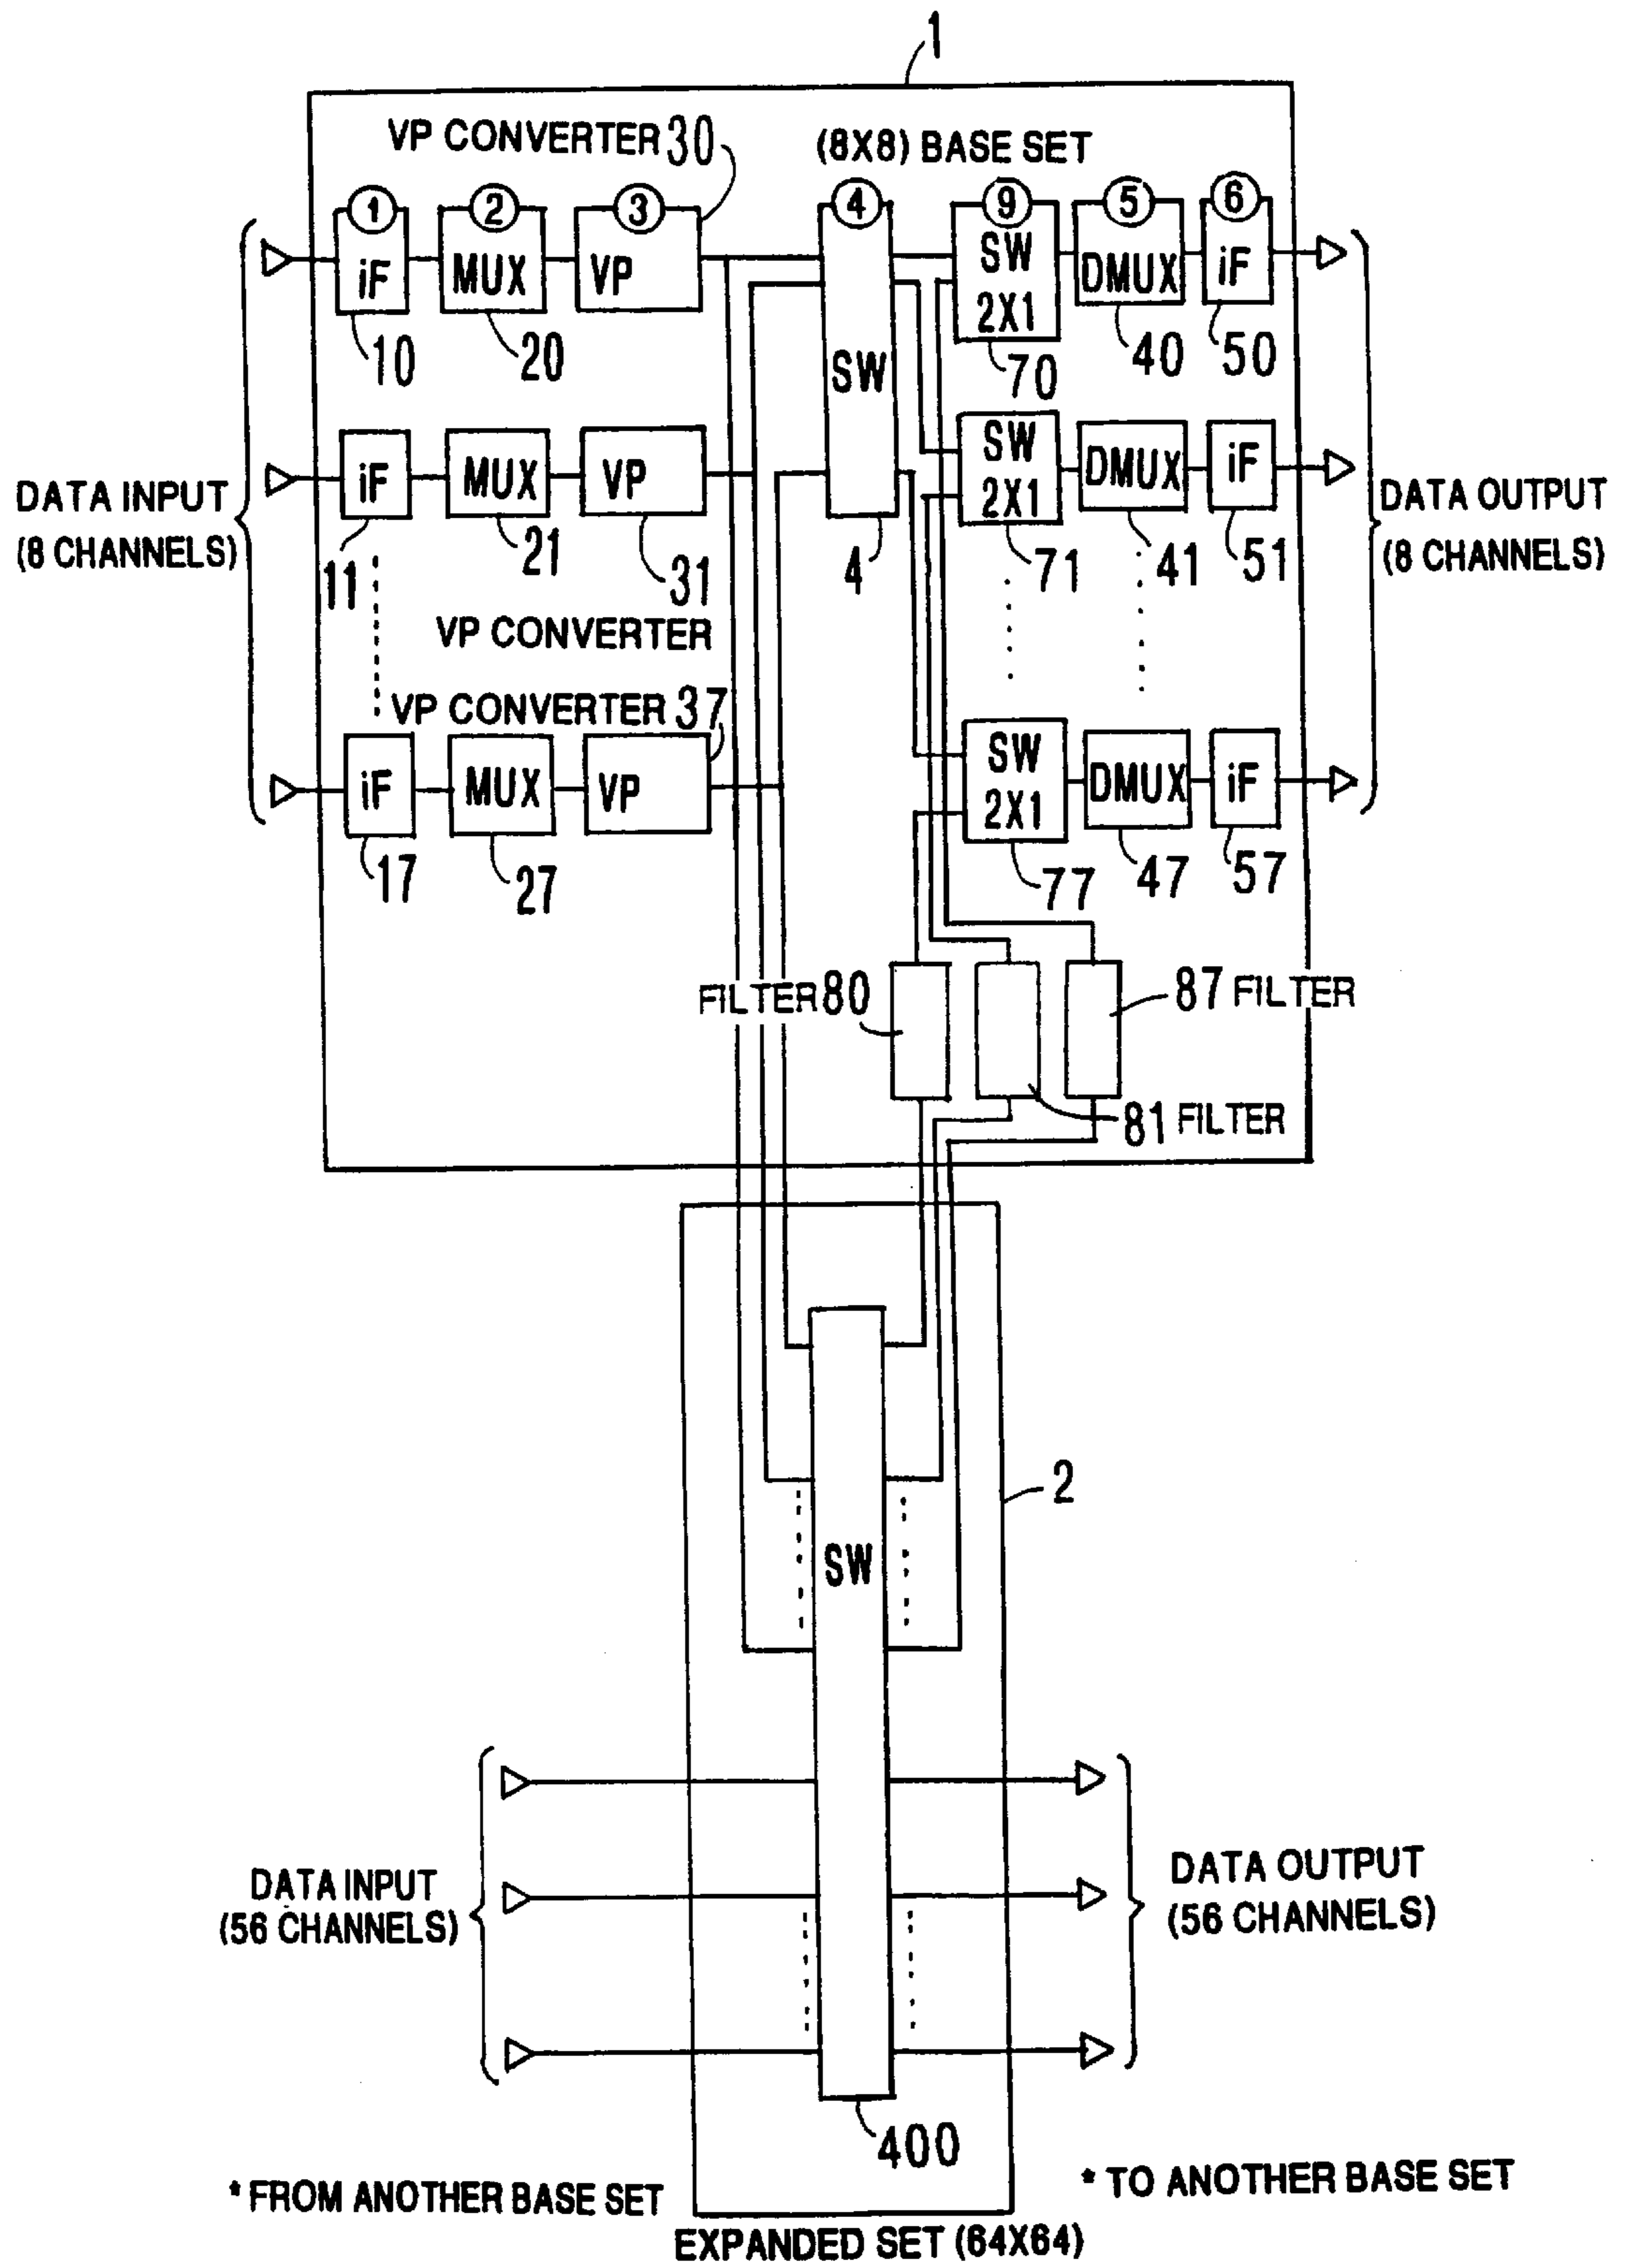 1
VP CONVERTER 30
(8X8) BASE SET
① ② ③ ④ ⑨ ⑤ ⑥
iF MUX VP SW SW 2X1 DMUX iF
10 20 4 70 40 50
iF MUX VP SW 2X1 DMUX iF
11 21 31 71 41 51
DATA INPUT
(8 CHANNELS)
DATA OUTPUT
(8 CHANNELS)
VP CONVERTER
VP CONVERTER 37
iF MUX VP SW 2X1 DMUX iF
17 27 77 47 57
FILTER 80
87 FILTER
81 FILTER
2
SW
DATA INPUT
(56 CHANNELS)
DATA OUTPUT
(56 CHANNELS)
400
* FROM ANOTHER BASE SET
* TO ANOTHER BASE SET
EXPANDED SET (64X64)